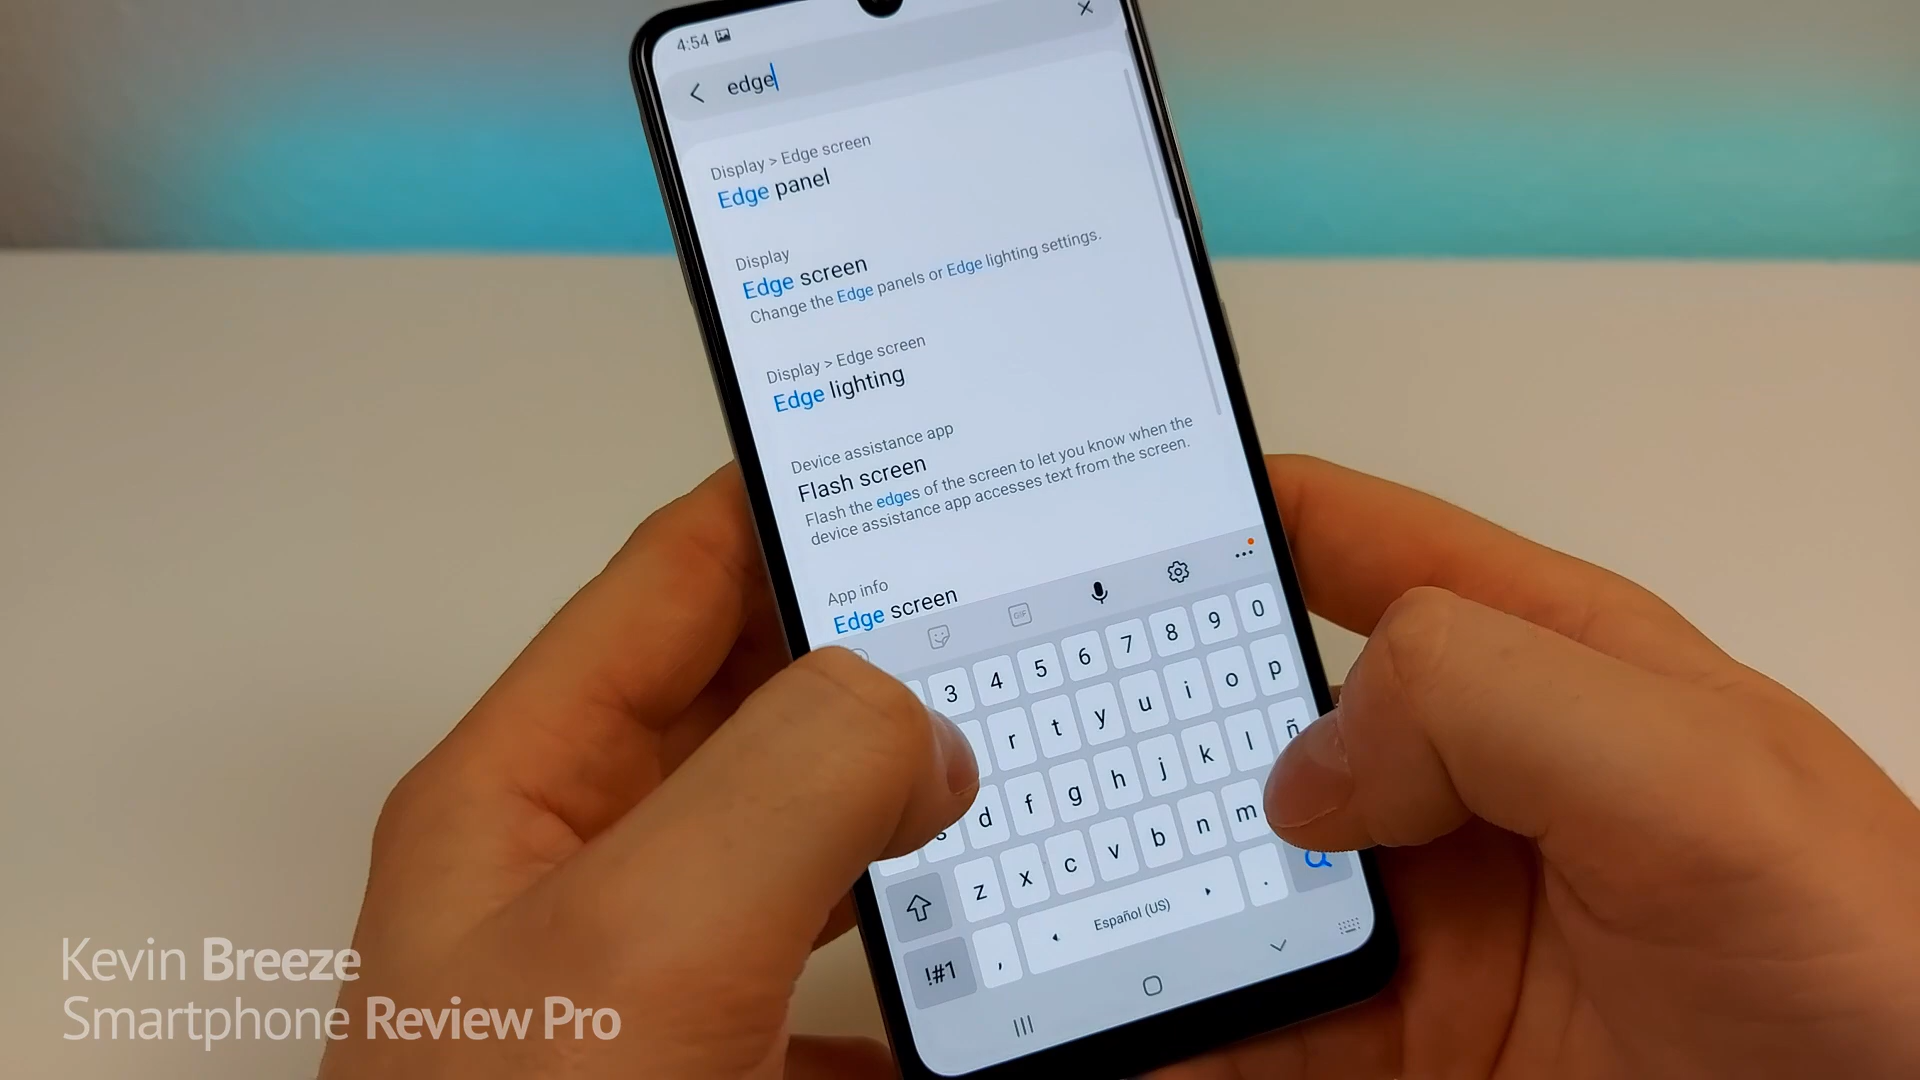 4:54
edge
Display > Edge screen
Edge panel
Display
Edge screen
Change the Edge panels or Edge lighting settings.
Display > Edge screen
Edge lighting
Device assistance app
Flash screen
Flash the edges of the screen to let you know when the
device assistance app accesses text from the screen.
App info
Edge screen
GIF
3 4 5 6 7 8 9 0
r t y u i o p
s d f g h j k l ñ
z x c v b n m
!#1 , Español (US) .
Kevin Breeze
Smartphone Review Pro